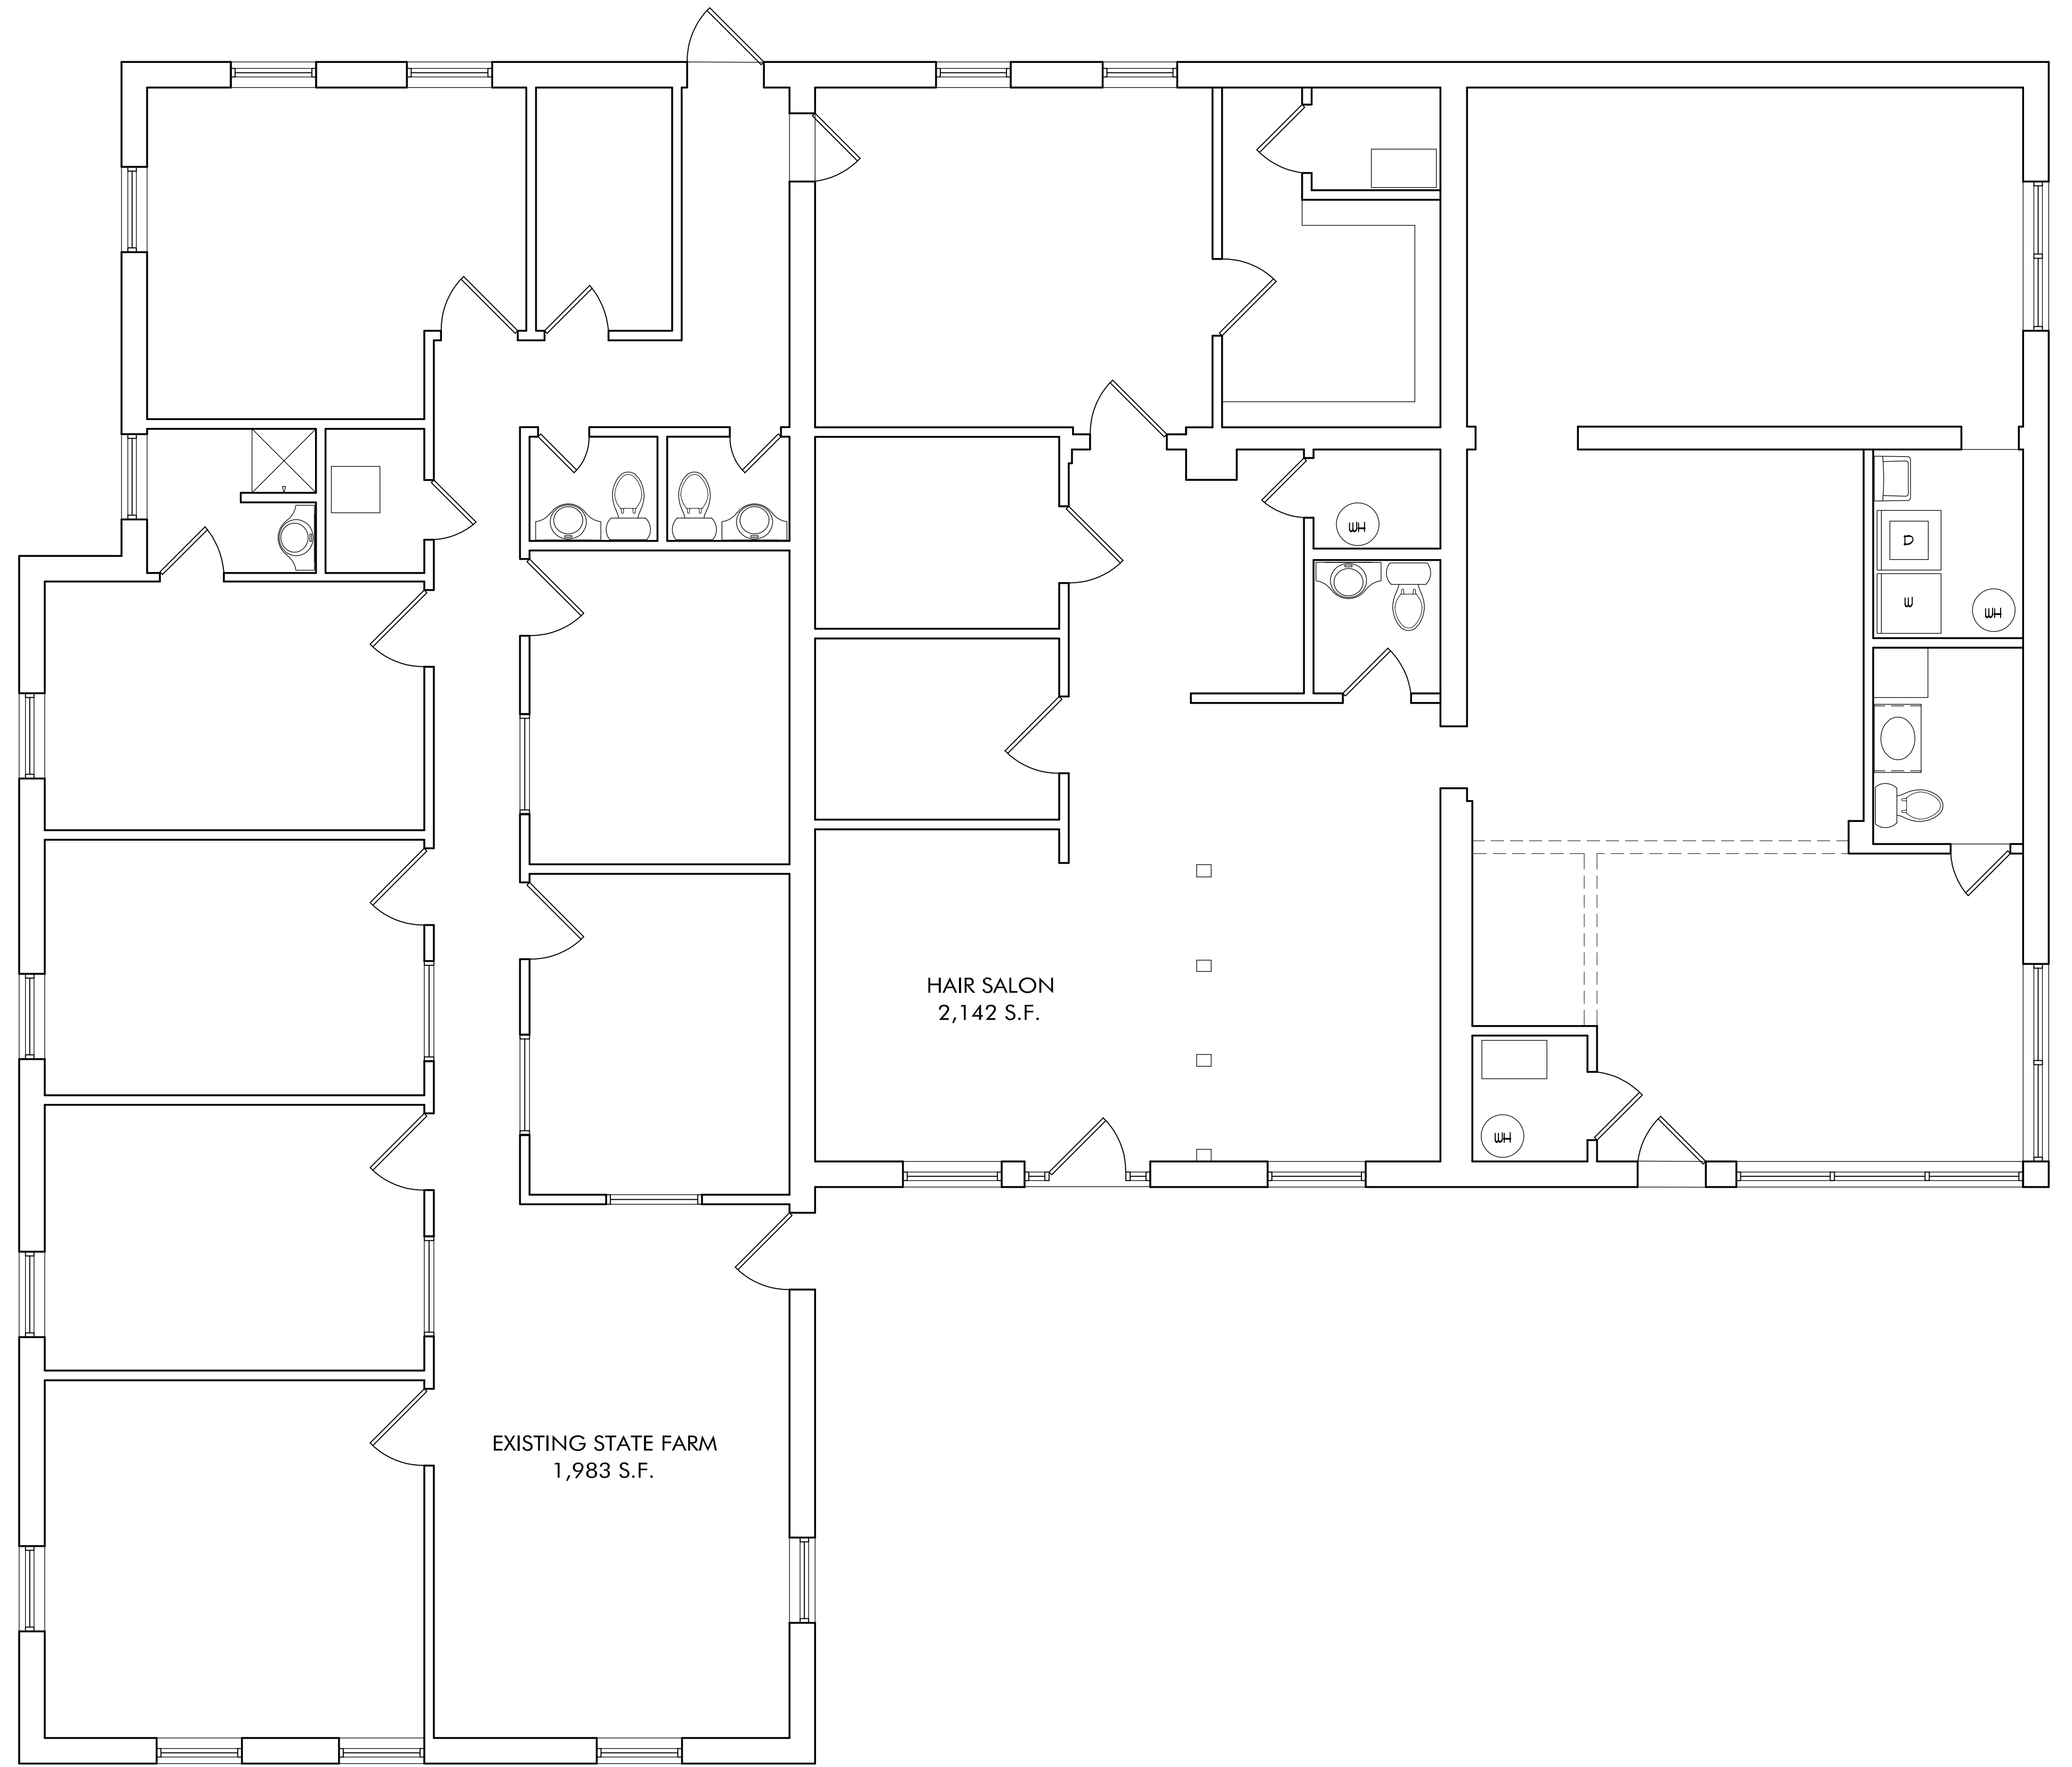 WH
D
W
WH
HAIR SALON
2,142 S.F.
WH
EXISTING STATE FARM
1,983 S.F.